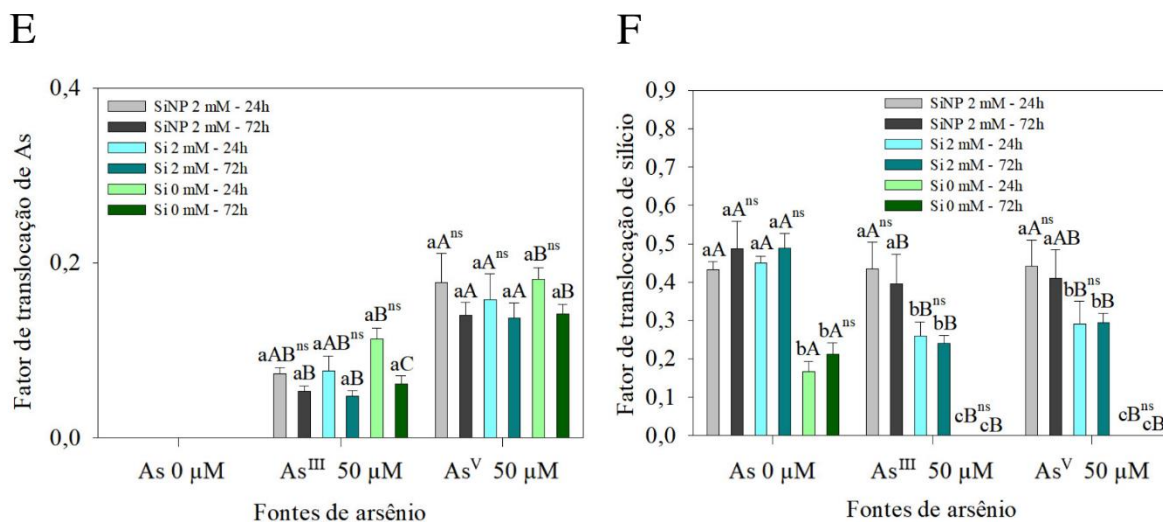 E
Fator de translocação de As
0,4
0,2
0,0
SiNP 2 mM - 24h
SiNP 2 mM - 72h
Si 2 mM - 24h
Si 2 mM - 72h
Si 0 mM - 24h
Si 0 mM - 72h
aAB^ns aB aAB^ns aB aB^ns aC
aA^ns aA aA^ns aA aB^ns aB
As 0 µM As^III 50 µM As^V 50 µM
Fontes de arsênio
F
Fator de translocação de silício
0,9
0,8
0,7
0,6
0,5
0,4
0,3
0,2
0,1
0,0
SiNP 2 mM - 24h
SiNP 2 mM - 72h
Si 2 mM - 24h
Si 2 mM - 72h
Si 0 mM - 24h
Si 0 mM - 72h
aA aA^ns aA aA^ns bA bA^ns
aA^ns aB bB^ns bB cB^ns cB
aA^ns aAB bB^ns bB cB^ns cB
As 0 µM As^III 50 µM As^V 50 µM
Fontes de arsênio